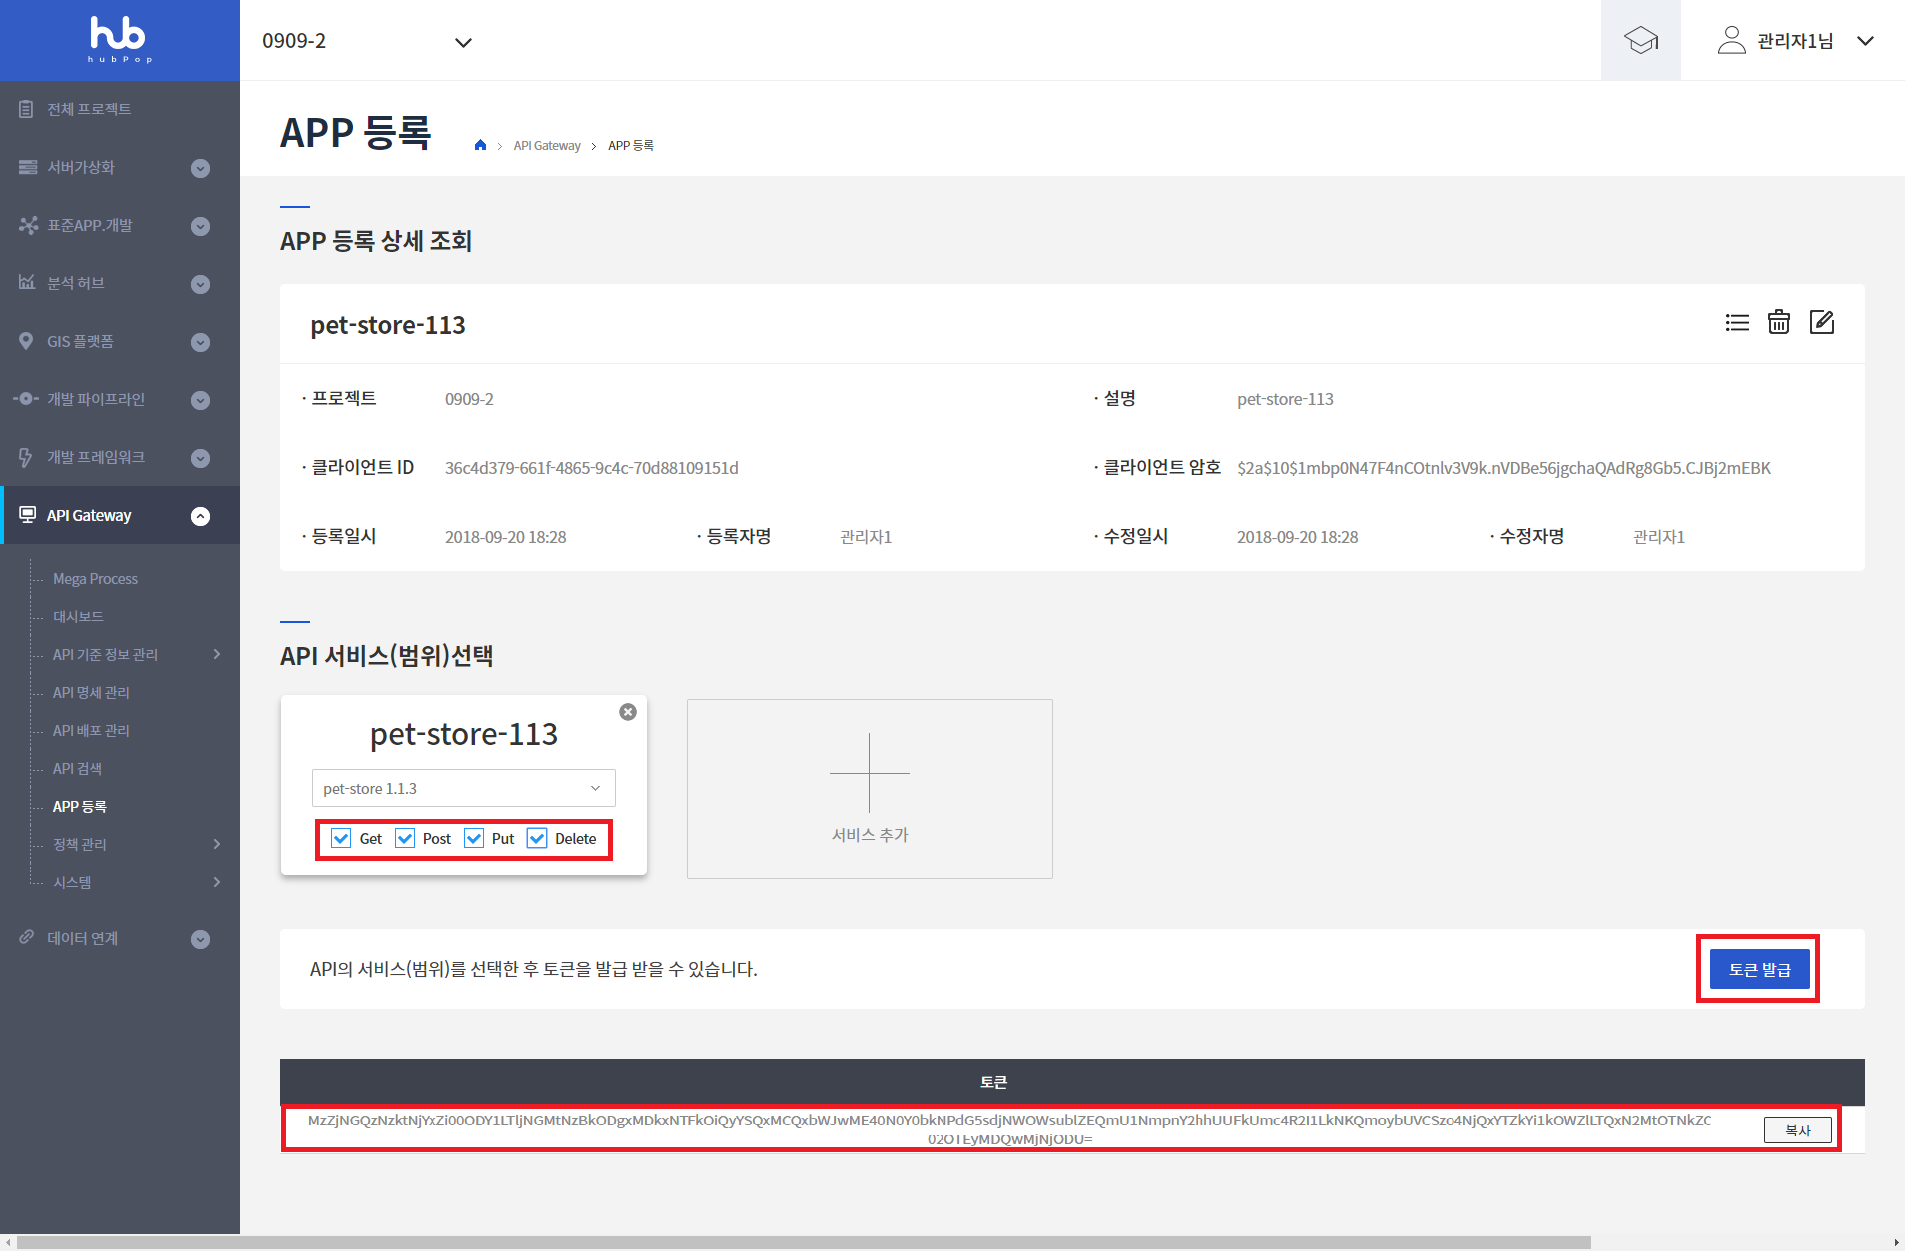 hub
hubPop
0909-2
관리자1님
전체 프로젝트
서버가상화
표준APP.개발
분석 허브
GIS 플랫폼
개발 파이프라인
개발 프레임워크
API Gateway
Mega Process
대시보드
API 기준 정보 관리
API 명세 관리
API 배포 관리
API 검색
APP 등록
정책 관리
시스템
데이터 연계
APP 등록
API Gateway
APP 등록
APP 등록 상세 조회
pet-store-113
· 프로젝트 0909-2 · 설명 pet-store-113
· 클라이언트 ID 36c4d379-661f-4865-9c4c-70d88109151d · 클라이언트 암호 $2a$10$1mbp0N47F4nCOtnlv3V9k.nVDBe56jgchaQAdRg8Gb5.CJBj2mEBK
· 등록일시 2018-09-20 18:28 · 등록자명 관리자1 · 수정일시 2018-09-20 18:28 · 수정자명 관리자1
API 서비스(범위)선택
pet-store-113
pet-store 1.1.3
Get Post Put Delete
서비스 추가
API의 서비스(범위)를 선택한 후 토큰을 발급 받을 수 있습니다.
토큰 발급
토큰
복사